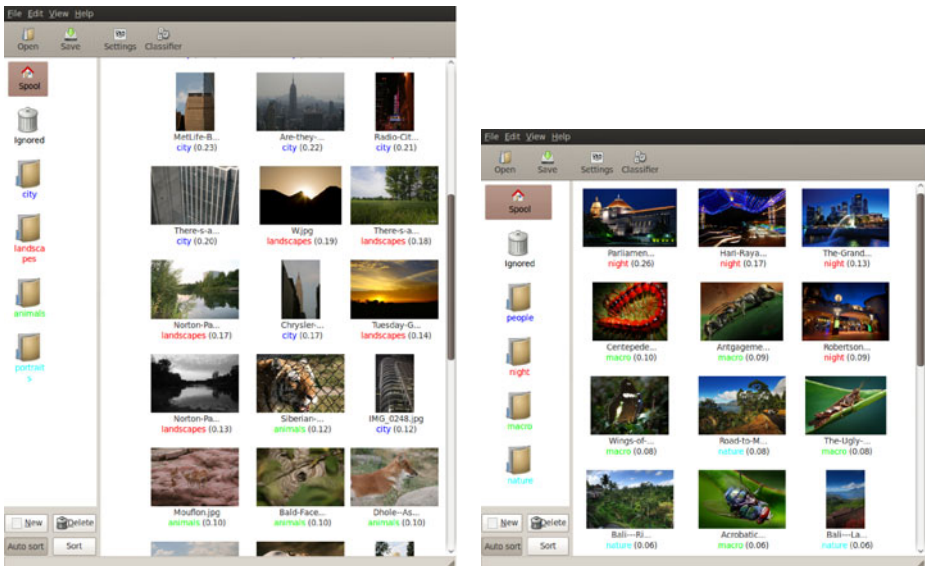 File Edit View Help
Open Save Settings Classifier
Spool
Ignored
city
landsca
pes
animals
portrait
s
MetLife-B... Are-they-... Radio-Cit...
city (0.23) city (0.22) city (0.21)
There-s-a... W.jpg There-s-a...
city (0.20) landscapes (0.19) landscapes (0.18)
Norton-Pa... Chrysler-... Tuesday-G...
landscapes (0.17) city (0.17) landscapes (0.14)
Norton-Pa... Siberian-... IMG_0248.jpg
landscapes (0.13) animals (0.12) city (0.12)
Mouflon.jpg Bald-Face... Dhole--As...
animals (0.10) animals (0.10) animals (0.10)
New Delete
Auto sort Sort
File Edit View Help
Open Save Settings Classifier
Spool
Ignored
people
night
macro
nature
Parliamen... Hari-Raya... The-Grand...
night (0.26) night (0.17) night (0.13)
Centepede... Antgageme... Robertson...
macro (0.10) macro (0.09) night (0.09)
Wings-of-... Road-to-M... The-Ugly-...
macro (0.08) nature (0.08) macro (0.08)
Bali---Ri... Acrobatic... Bali---La...
nature (0.06) macro (0.06) nature (0.06)
New Delete
Auto sort Sort